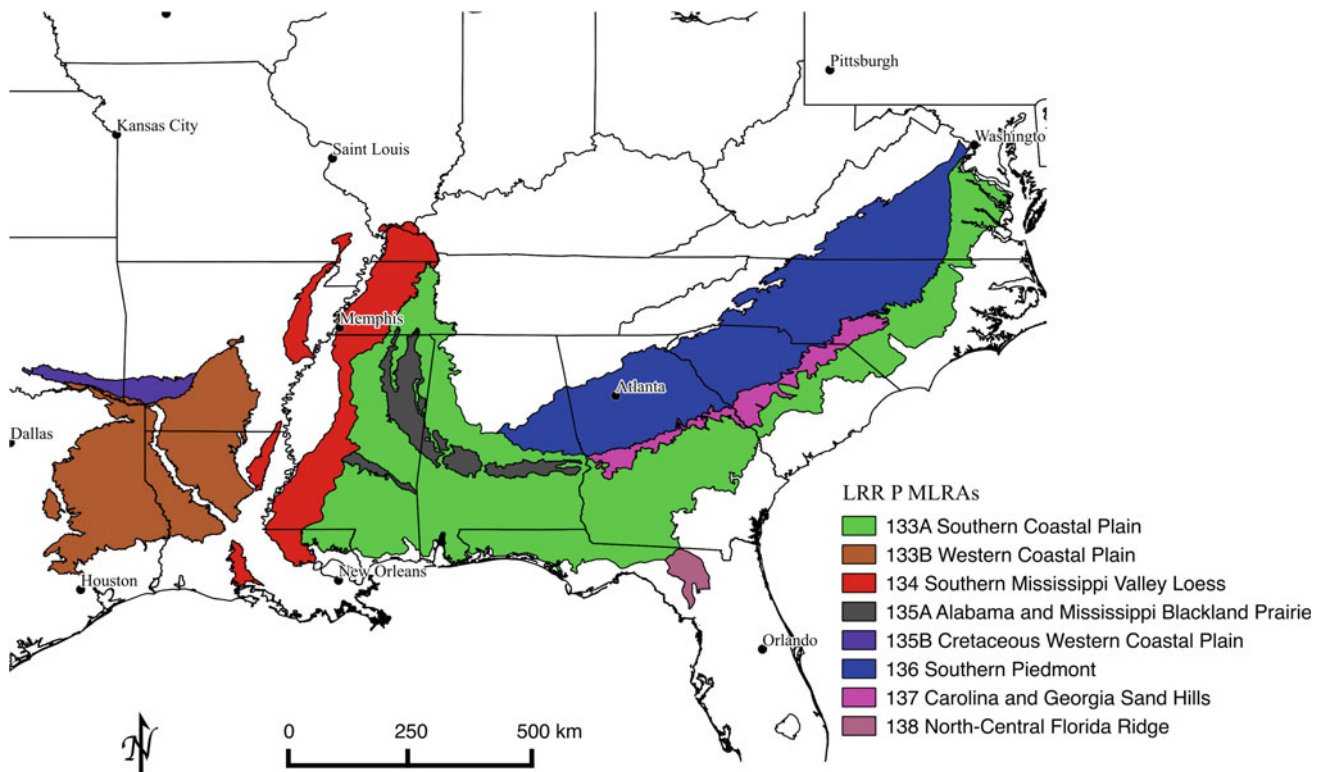 Pittsburgh
Kansas City
Washingto
Saint Louis
Memphis
Atlanta
Dallas
LRR P MLRAs
133A Southern Coastal Plain
133B Western Coastal Plain
Houston
New Orleans
134 Southern Mississippi Valley Loess
135A Alabama and Mississippi Blackland Prairie
135B Cretaceous Western Coastal Plain
Orlando
136 Southern Piedmont
137 Carolina and Georgia Sand Hills
138 North-Central Florida Ridge
N
0 250 500 km